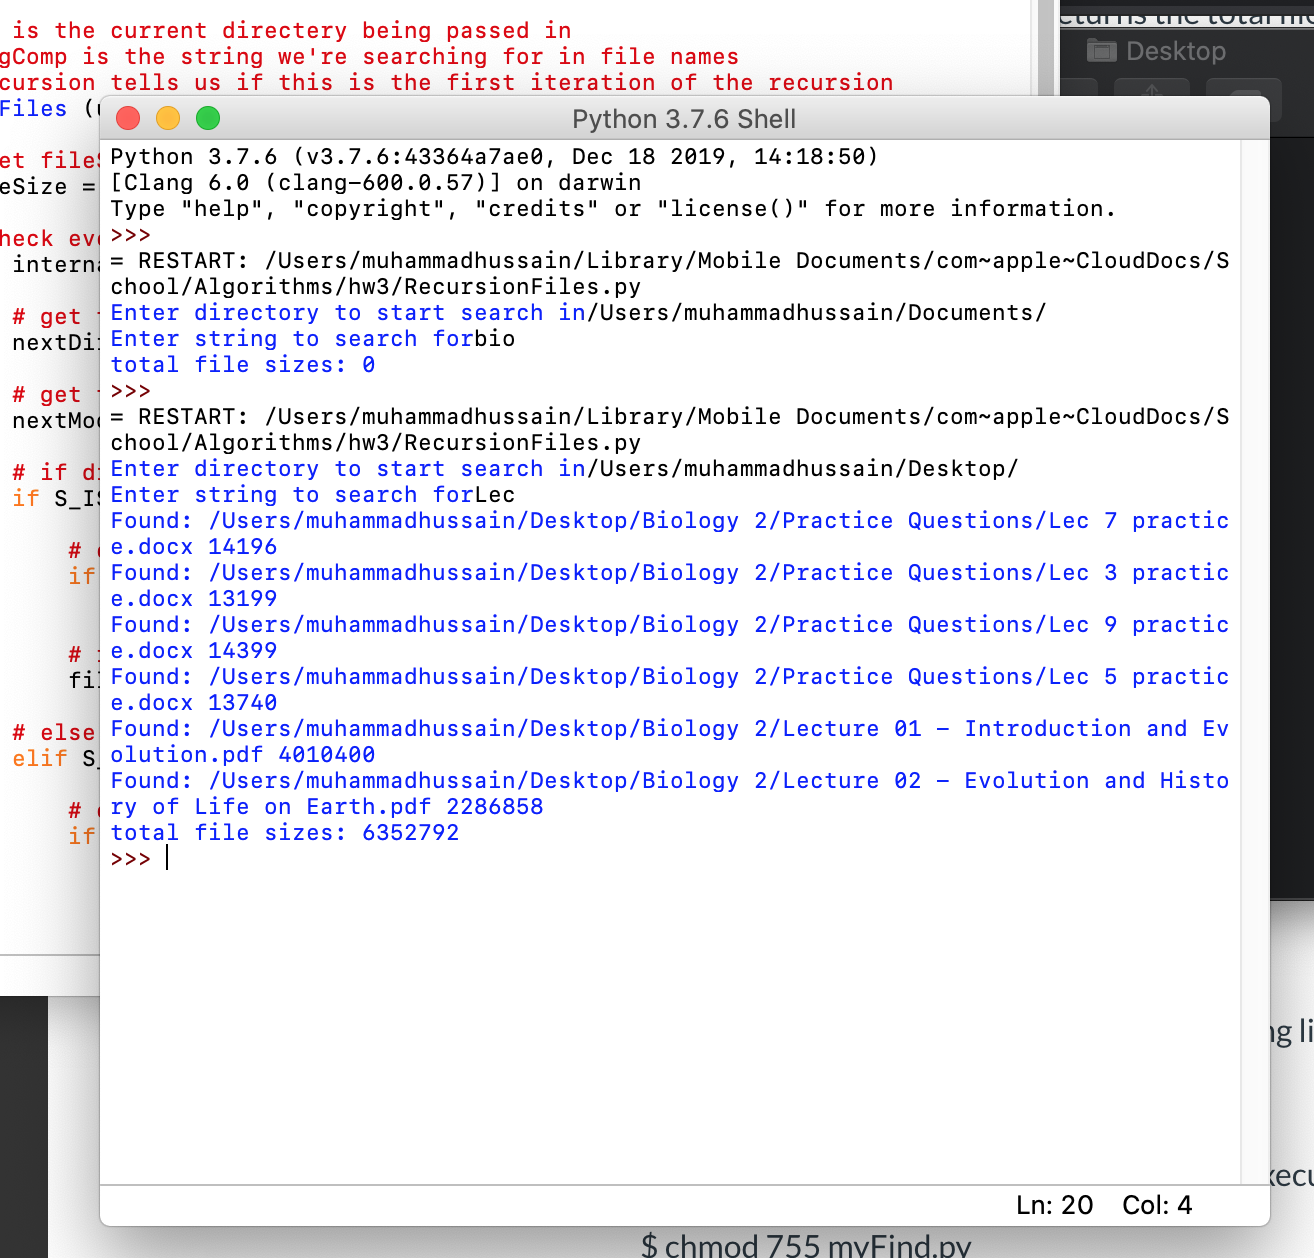 is the current directery being passed in
gComp is the string we're searching for in file names
cursion tells us if this is the first iteration of the recursion
Files (
Desktop
Python 3.7.6 Shell
Python 3.7.6 (v3.7.6:43364a7ae0, Dec 18 2019, 14:18:50)
[Clang 6.0 (clang-600.0.57)] on darwin
Type "help", "copyright", "credits" or "license()" for more information.
>>>
= RESTART: /Users/muhammadhussain/Library/Mobile Documents/com~apple~CloudDocs/S
chool/Algorithms/hw3/RecursionFiles.py
Enter directory to start search in/Users/muhammadhussain/Documents/
Enter string to search forbio
total file sizes: 0
>>>
= RESTART: /Users/muhammadhussain/Library/Mobile Documents/com~apple~CloudDocs/S
chool/Algorithms/hw3/RecursionFiles.py
Enter directory to start search in/Users/muhammadhussain/Desktop/
Enter string to search forLec
Found: /Users/muhammadhussain/Desktop/Biology 2/Practice Questions/Lec 7 practic
e.docx 14196
Found: /Users/muhammadhussain/Desktop/Biology 2/Practice Questions/Lec 3 practic
e.docx 13199
Found: /Users/muhammadhussain/Desktop/Biology 2/Practice Questions/Lec 9 practic
e.docx 14399
Found: /Users/muhammadhussain/Desktop/Biology 2/Practice Questions/Lec 5 practic
e.docx 13740
Found: /Users/muhammadhussain/Desktop/Biology 2/Lecture 01 – Introduction and Ev
olution.pdf 4010400
Found: /Users/muhammadhussain/Desktop/Biology 2/Lecture 02 – Evolution and Histo
ry of Life on Earth.pdf 2286858
total file sizes: 6352792
>>>
et file
eSize =
heck ev
intern
# get
nextDi
# get
nextMo
# if d
if S_I
#
if
#
fi
# else
elif S_
#
if
ng li
xecu
Ln: 20 Col: 4
$ chmod 755 myFind.py